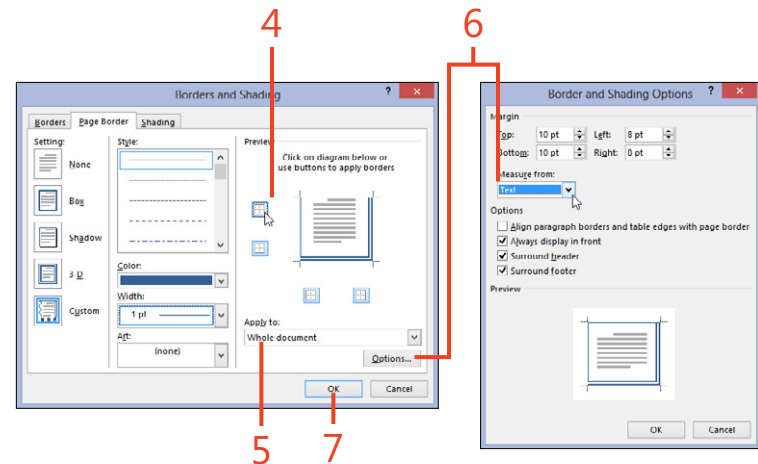 4
6
Borders and Shading
? ×
Borders Page Border Shading
Setting:
None
Box
Shadow
3-D
Custom
Style:
Color:
Width:
1 pt
Art:
(none)
Preview
Click on diagram below or
use buttons to apply borders
Apply to:
Whole document
Options...
OK Cancel
5
7
Border and Shading Options
? ×
Margin
Top: 10 pt Left: 8 pt
Bottom: 10 pt Right: 8 pt
Measure from:
Text
Options
Align paragraph borders and table edges with page border
Always display in front
Surround header
Surround footer
Preview
OK Cancel